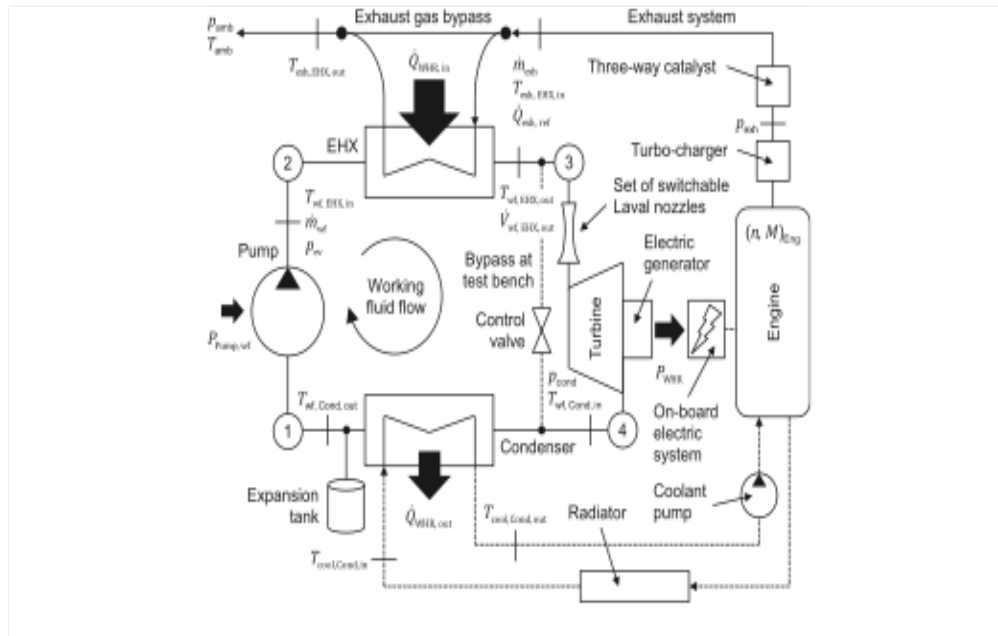 Exhaust gas bypass
Exhaust system
p_amb
T_amb
T_exh, EHX, out
Q̇_WHR, in
ṁ_exh
T_exh, EHX, in
Q̇_exh, ref
Three-way catalyst
p_exh
Turbo-charger
EHX
2
3
T_wf, EHX, in
ṁ_wf
p_ev
T_wf, EHX, out
V̇_wf, EHX, out
Set of switchable
Laval nozzles
(n, M)_Eng
Pump
Working
fluid flow
Bypass at
test bench
Electric
generator
Control
valve
Turbine
Engine
P_Pump, wf
p_cond
T_wf, Cond, in
P_WHR
T_wf, Cond, out
1
4
Condenser
On-board
electric
system
Expansion
tank
Q̇_WHR, out
T_cool, Cond, out
Radiator
Coolant
pump
T_cool, Cond, in